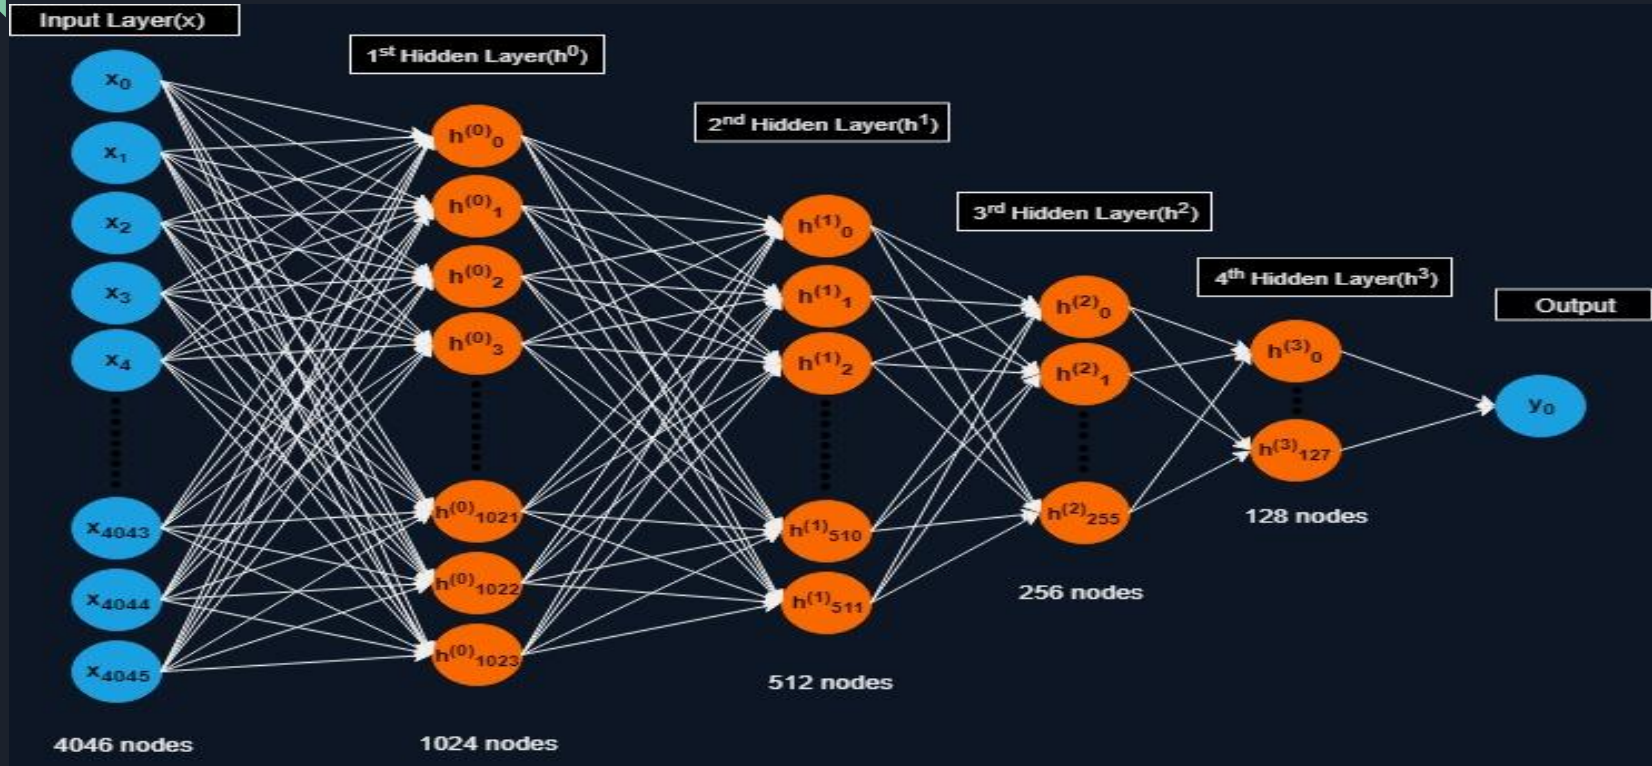 Input Layer(x)
x₀
x₁
x₂
x₃
x₄
x₄₀₄₃
x₄₀₄₄
x₄₀₄₅
4046 nodes
1ˢᵗ Hidden Layer(h⁰)
h⁽⁰⁾₀
h⁽⁰⁾₁
h⁽⁰⁾₂
h⁽⁰⁾₃
h⁽⁰⁾₁₀₂₁
h⁽⁰⁾₁₀₂₂
h⁽⁰⁾₁₀₂₃
1024 nodes
2ⁿᵈ Hidden Layer(h¹)
h⁽¹⁾₀
h⁽¹⁾₁
h⁽¹⁾₂
h⁽¹⁾₅₁₀
h⁽¹⁾₅₁₁
512 nodes
3ʳᵈ Hidden Layer(h²)
h⁽²⁾₀
h⁽²⁾₁
h⁽²⁾₂₅₅
256 nodes
4ᵗʰ Hidden Layer(h³)
h⁽³⁾₀
h⁽³⁾₁₂₇
128 nodes
Output
y₀